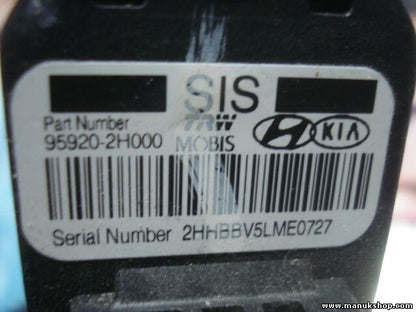 SIS
Part Number TRW
95920-2H000 MOBIS KIA
Serial Number 2HHBBV5LME0727
www.manukshop.com